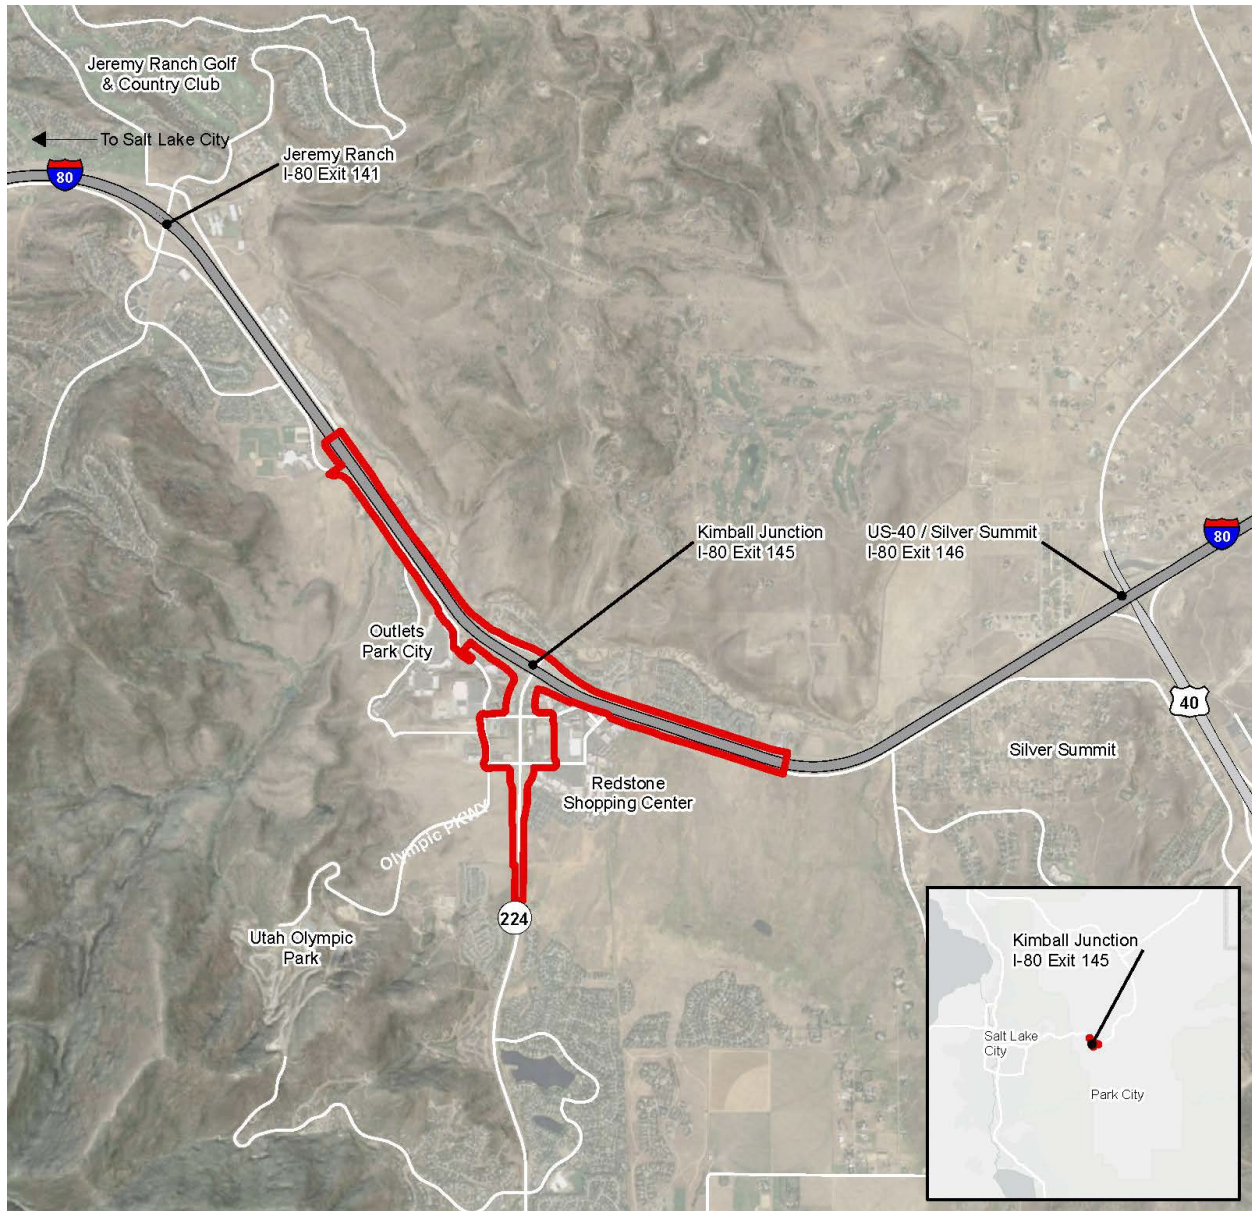 Jeremy Ranch Golf
& Country Club
To Salt Lake City
80
Jeremy Ranch
I-80 Exit 141
Kimball Junction
I-80 Exit 145
US-40 / Silver Summit
I-80 Exit 146
80
Outlets
Park City
40
Silver Summit
Redstone
Shopping Center
Olympic PKWY
224
Utah Olympic
Park
Kimball Junction
I-80 Exit 145
Salt Lake
City
Park City